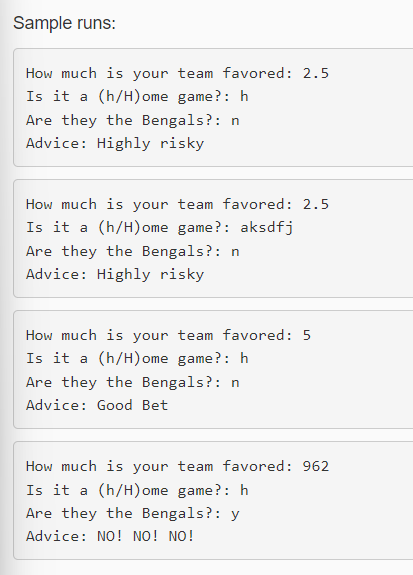 Sample runs:
How much is your team favored: 2.5
Is it a (h/H)ome game?: h
Are they the Bengals?: n
Advice: Highly risky
How much is your team favored: 2.5
Is it a (h/H)ome game?: aksdfj
Are they the Bengals?: n
Advice: Highly risky
How much is your team favored: 5
Is it a (h/H)ome game?: h
Are they the Bengals?: n
Advice: Good Bet
How much is your team favored: 962
Is it a (h/H)ome game?: h
Are they the Bengals?: y
Advice: NO! NO! NO!